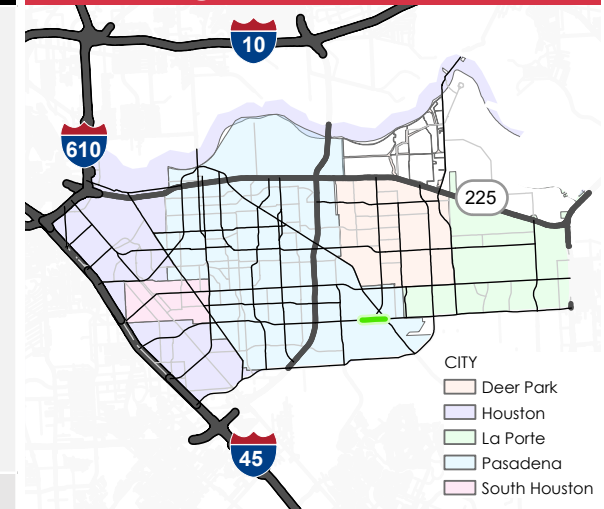 10
610
225
CITY
Deer Park
Houston
La Porte
Pasadena
South Houston
45